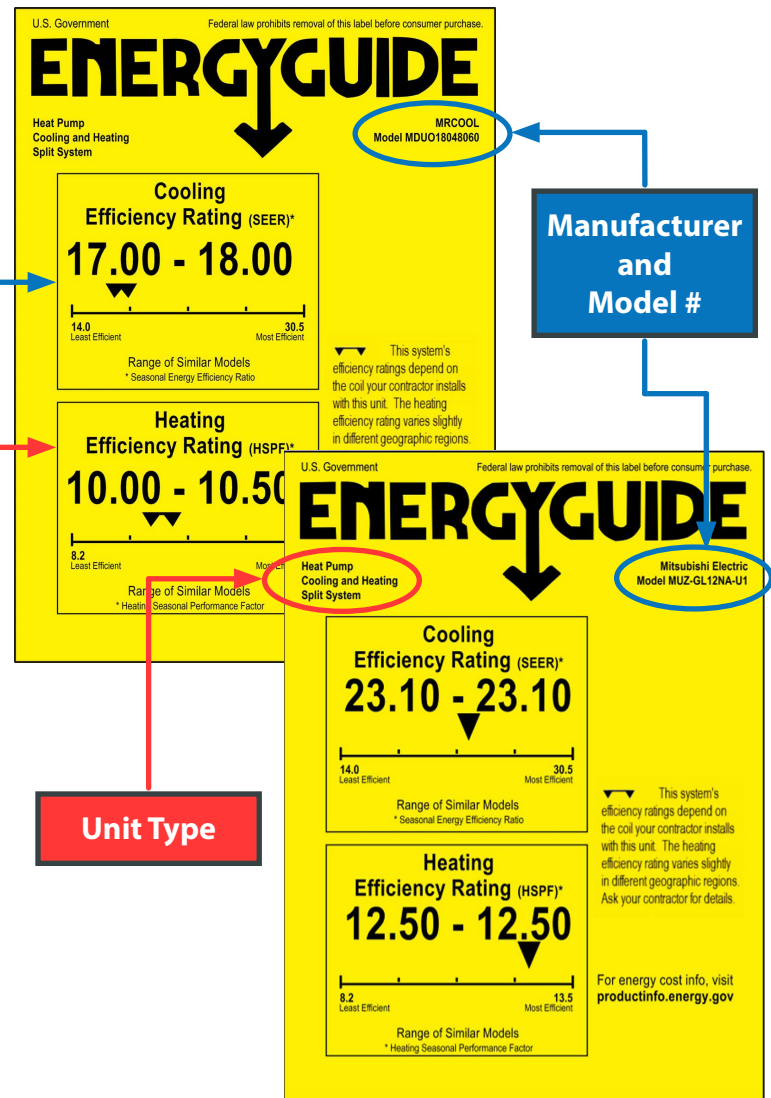 U.S. Government
Federal law prohibits removal of this label before consumer purchase.
ENERGYGUIDE
Heat Pump
Cooling and Heating
Split System
MRCOOL
Model MDUO18048060
Cooling
Efficiency Rating (SEER)*
17.00 - 18.00
14.0
Least Efficient
30.5
Most Efficient
Range of Similar Models
* Seasonal Energy Efficiency Ratio
This system's
efficiency ratings depend on
the coil your contractor installs
with this unit. The heating
efficiency rating varies slightly
in different geographic regions.
Heating
Efficiency Rating (HSPF)*
10.00 - 10.50
8.2
Least Efficient
Range of Similar Models
* Heating Seasonal Performance Factor
Manufacturer
and
Model #
Unit Type
U.S. Government
Federal law prohibits removal of this label before consumer purchase.
ENERGYGUIDE
Heat Pump
Cooling and Heating
Split System
Mitsubishi Electric
Model MUZ-GL12NA-U1
Cooling
Efficiency Rating (SEER)*
23.10 - 23.10
14.0
Least Efficient
30.5
Most Efficient
Range of Similar Models
* Seasonal Energy Efficiency Ratio
This system's
efficiency ratings depend on
the coil your contractor installs
with this unit. The heating
efficiency rating varies slightly
in different geographic regions.
Ask your contractor for details.
Heating
Efficiency Rating (HSPF)*
12.50 - 12.50
8.2
Least Efficient
13.5
Most Efficient
Range of Similar Models
* Heating Seasonal Performance Factor
For energy cost info, visit
productinfo.energy.gov